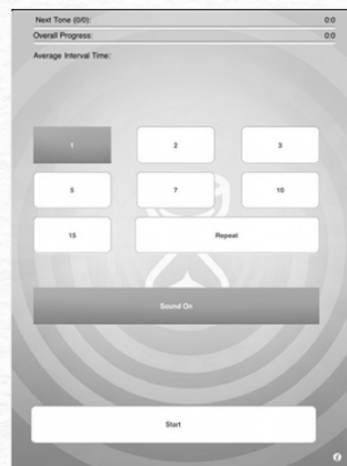 Next Tone (0/0): 0:0
Overall Progress: 0:0
Average Interval Time:
1 2 3
5 7 10
15 Repeat
Sound On
Start